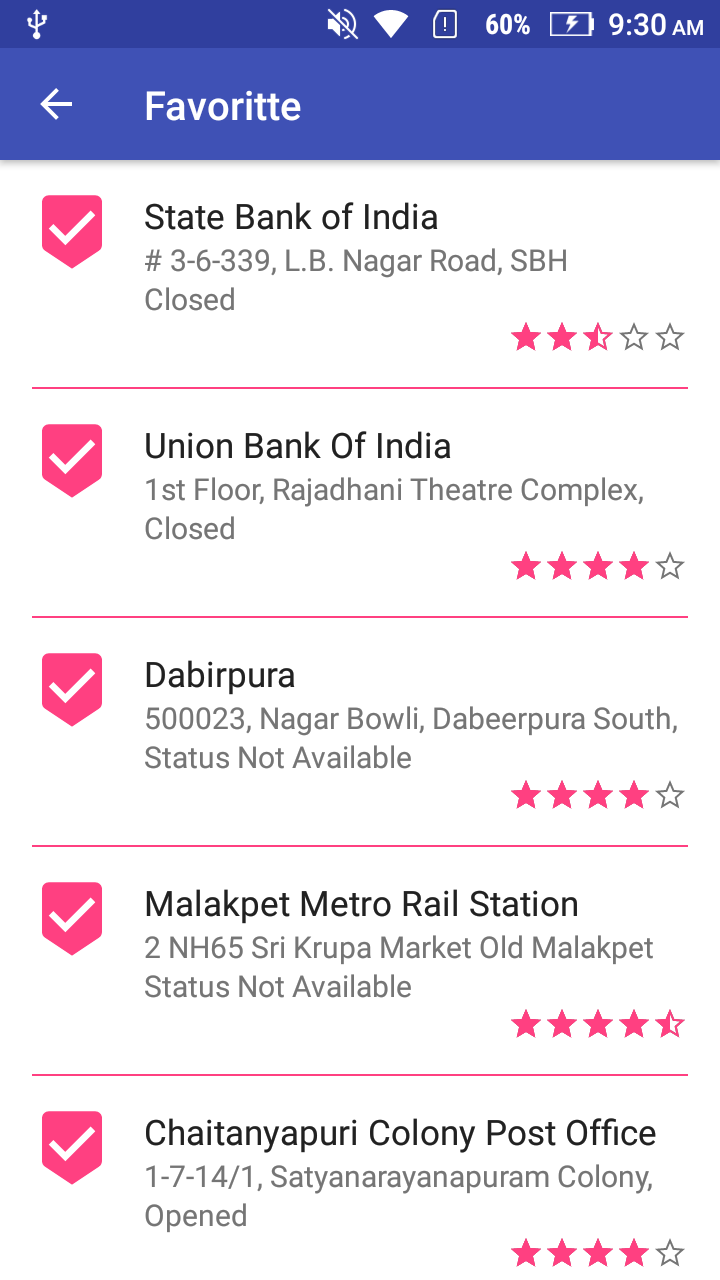 60% 9:30 AM
Favoritte
State Bank of India
# 3-6-339, L.B. Nagar Road, SBH
Closed
Union Bank Of India
1st Floor, Rajadhani Theatre Complex,
Closed
Dabirpura
500023, Nagar Bowli, Dabeerpura South,
Status Not Available
Malakpet Metro Rail Station
2 NH65 Sri Krupa Market Old Malakpet
Status Not Available
Chaitanyapuri Colony Post Office
1-7-14/1, Satyanarayanapuram Colony,
Opened